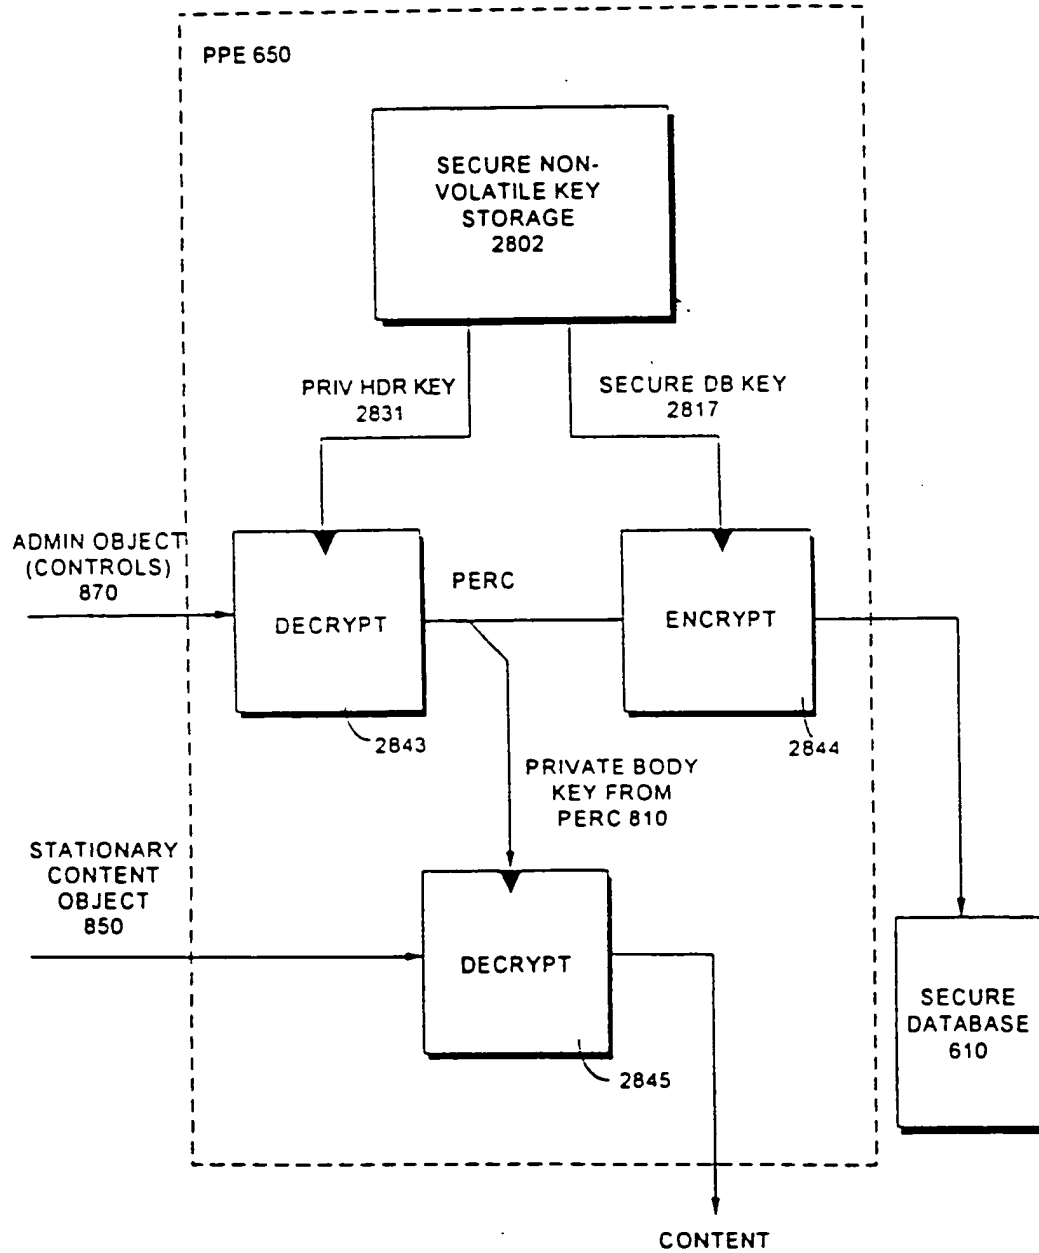 PPE 650
SECURE NON-
VOLATILE KEY
STORAGE
2802
PRIV HDR KEY
2831
SECURE DB KEY
2817
ADMIN OBJECT
(CONTROLS)
870
DECRYPT
PERC
ENCRYPT
2843
2844
PRIVATE BODY
KEY FROM
PERC 810
STATIONARY
CONTENT
OBJECT
850
DECRYPT
2845
SECURE
DATABASE
610
CONTENT